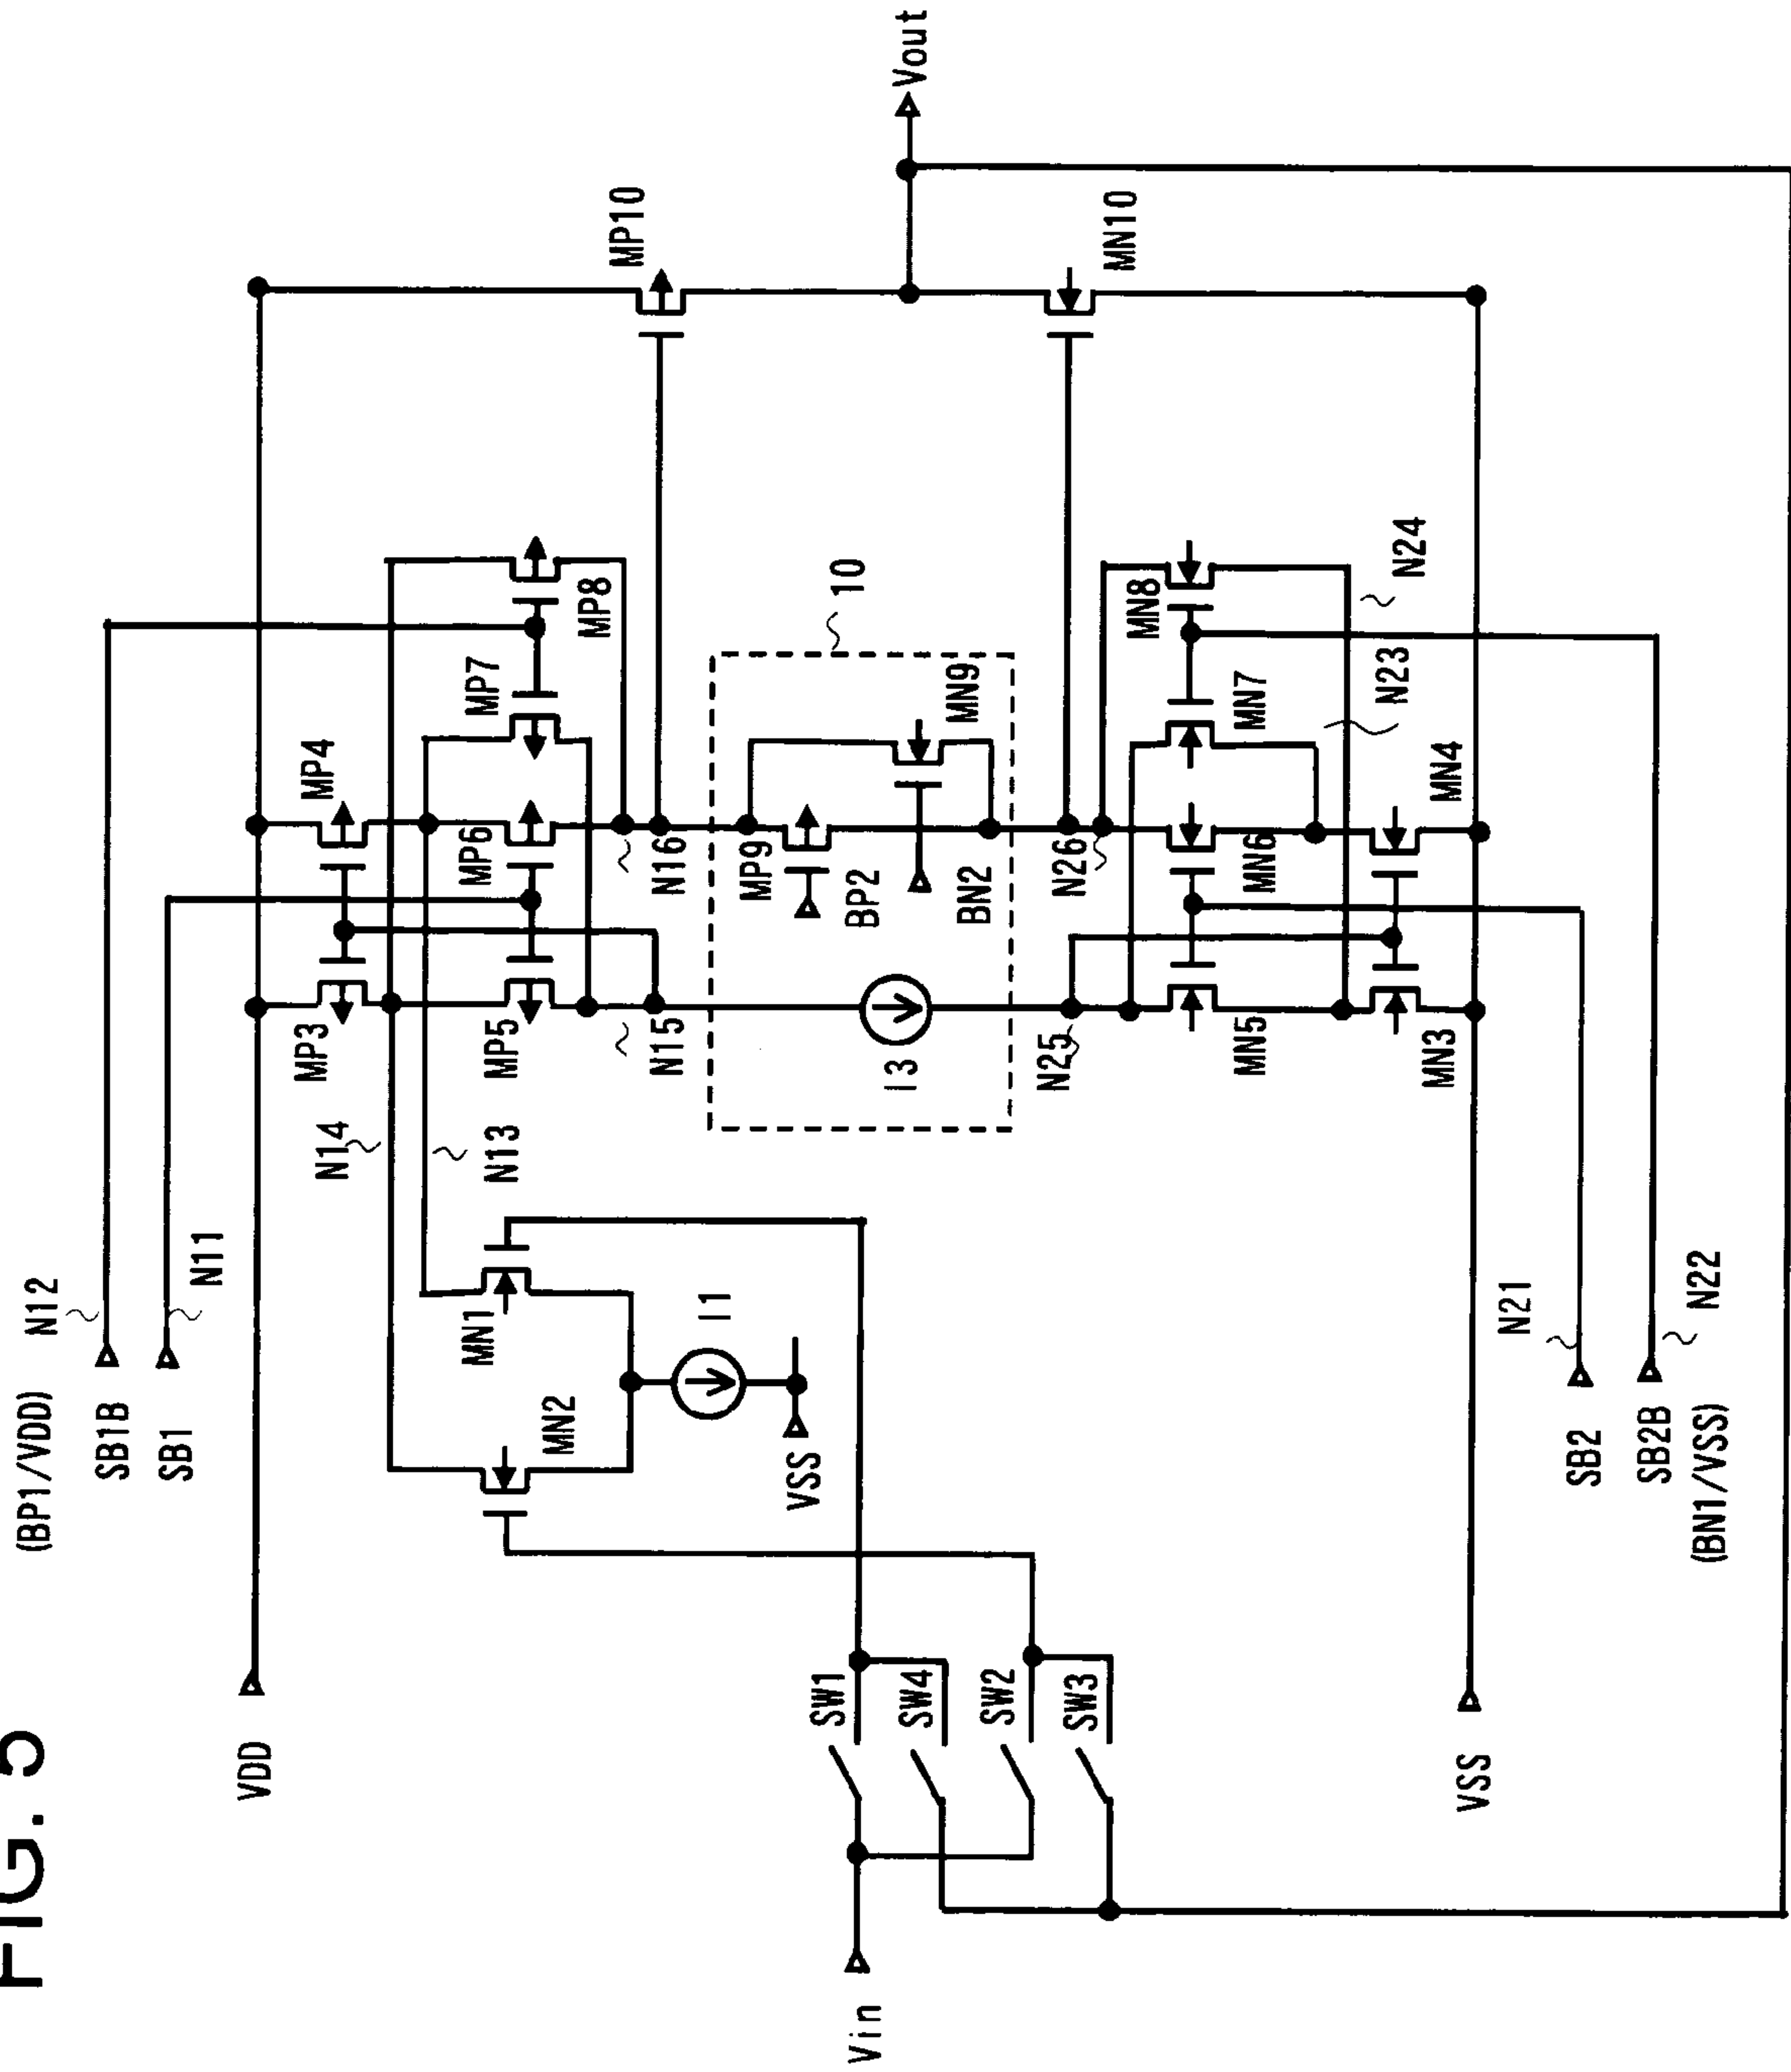 FIG. 5
(BP1/VDD)
N12
SB1B
SB1
N11
VDD
N14
N13
MP3
MP4
MP5
MP6
MP7
MP8
MP10
N15
N16
MN1
MN2
I1
VSS
10
MP9
BP2
MN9
BN2
I3
Vout
Vin
SW1
SW4
SW2
SW3
N25
N26
MN5
MN6
MN7
MN8
MN10
MN3
MN4
N23
N24
VSS
N21
SB2
SB2B
N22
(BN1/VSS)